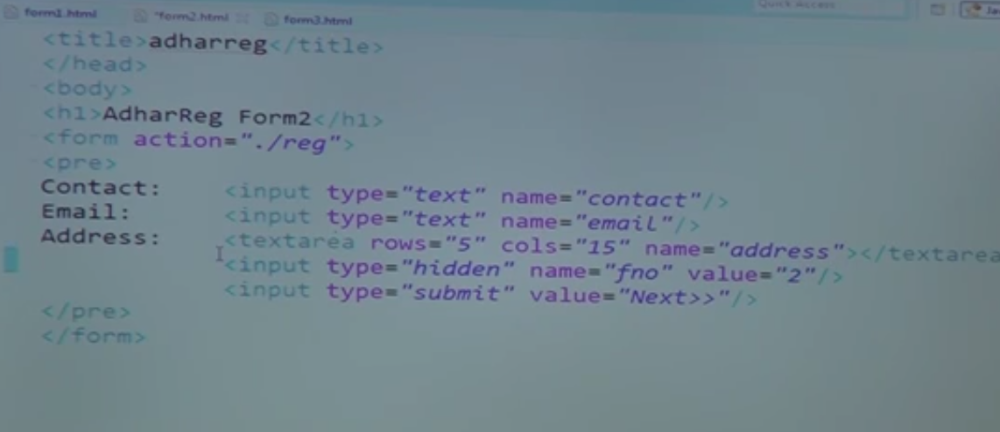 form1.html *form2.html form3.html Quick Access
<title>adharreg</title>
</head>
<body>
<h1>AdharReg Form2</h1>
<form action="./reg">
<pre>
Contact: <input type="text" name="contact"/>
Email: <input type="text" name="email"/>
Address: <textarea rows="5" cols="15" name="address"></textarea
<input type="hidden" name="fno" value="2"/>
<input type="submit" value="Next>>"/>
</pre>
</form>